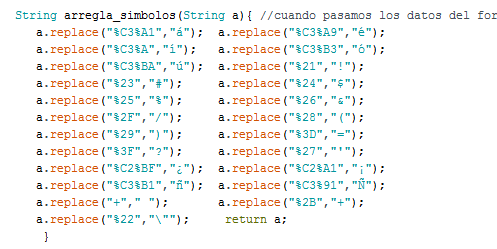 String arregla_simbolos(String a){ //cuando pasamos los datos del for
a.replace("%C3%A1","á"); a.replace("%C3%A9","é");
a.replace("%C3%A","í"); a.replace("%C3%B3","ó");
a.replace("%C3%BA","ú"); a.replace("%21","!");
a.replace("%23","#"); a.replace("%24","$");
a.replace("%25","%"); a.replace("%26","&");
a.replace("%2F","/"); a.replace("%28","(");
a.replace("%29",")"); a.replace("%3D","=");
a.replace("%3F","?"); a.replace("%27","'");
a.replace("%C2%BF","¿"); a.replace("%C2%A1","¡");
a.replace("%C3%B1","ñ"); a.replace("%C3%91","Ñ");
a.replace("+"," "); a.replace("%2B","+");
a.replace("%22","\""); return a;
}